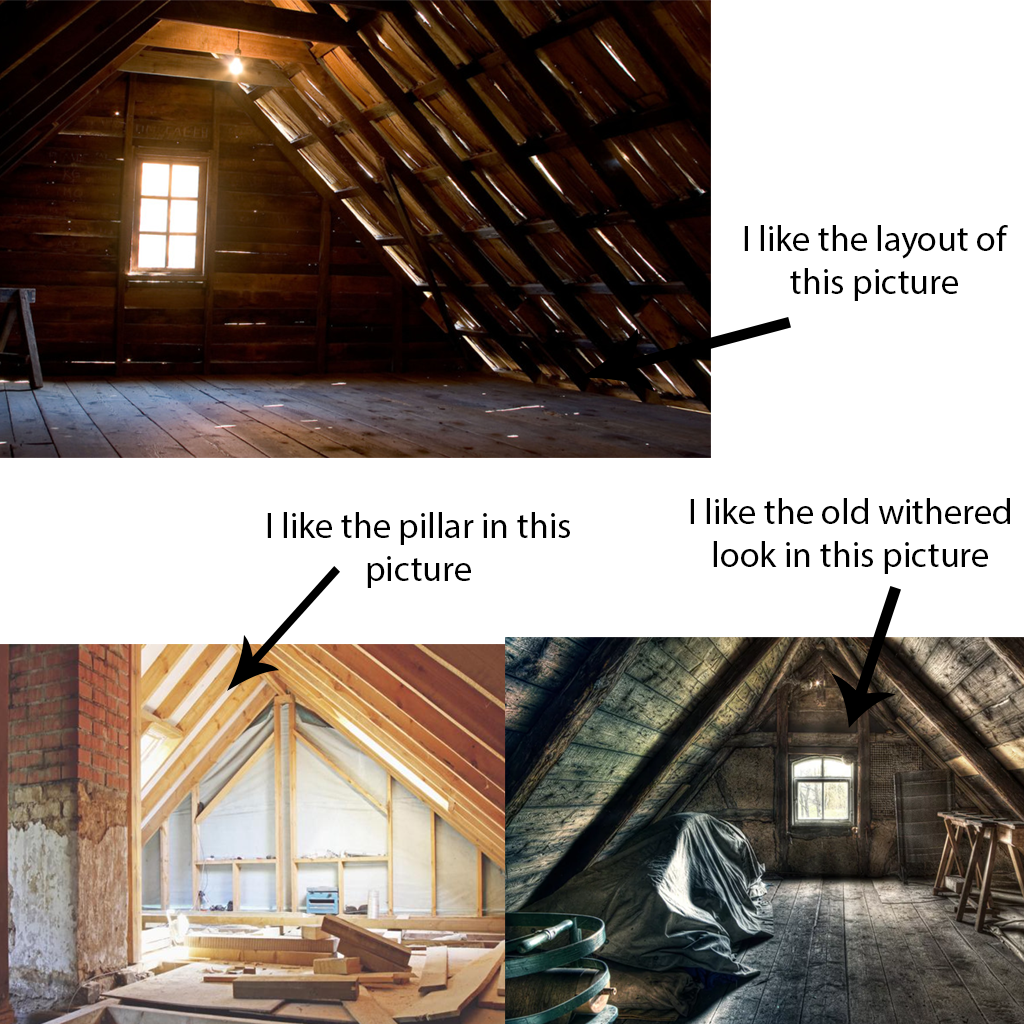 I like the layout of
this picture
I like the pillar in this
picture
I like the old withered
look in this picture